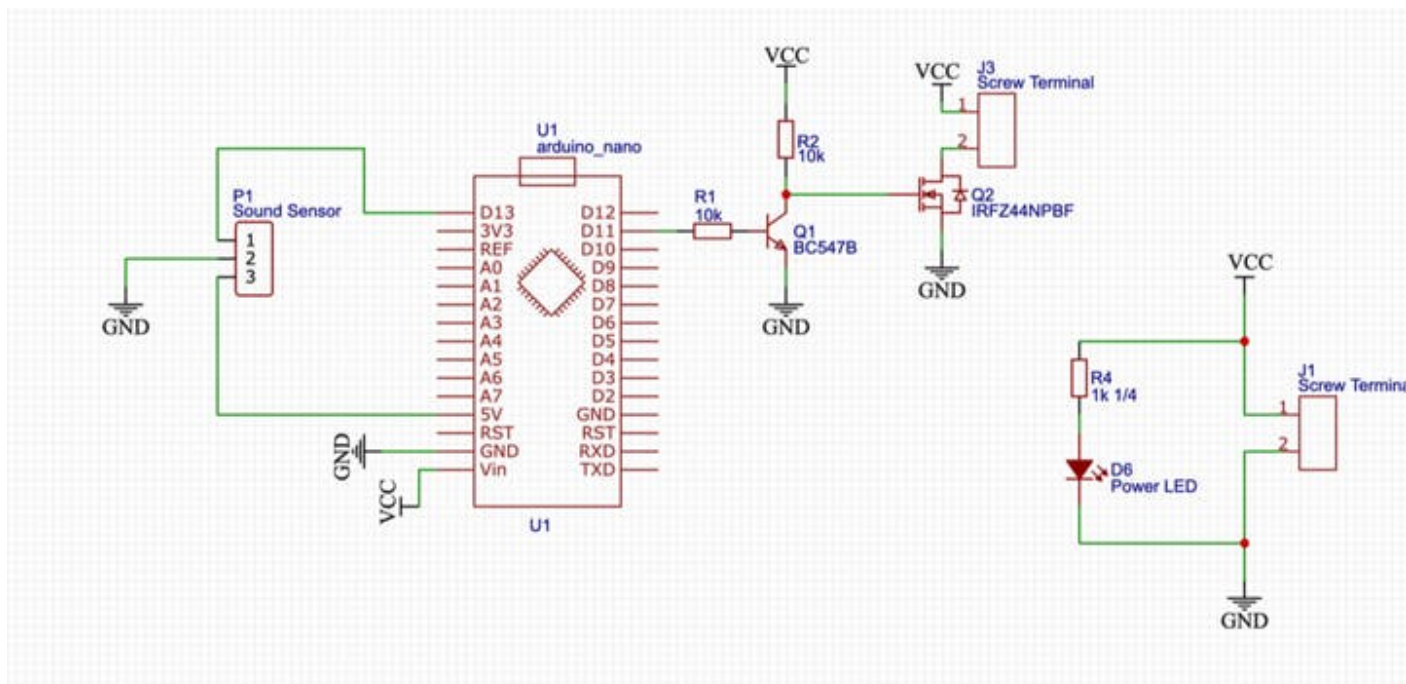 P1
Sound Sensor
1
2
3
GND
U1
arduino_nano
D13
3V3
REF
A0
A1
A2
A3
A4
A5
A6
A7
5V
RST
GND
Vin
D12
D11
D10
D9
D8
D7
D6
D5
D4
D3
D2
GND
RST
RXD
TXD
GND
VCC
U1
R1
10k
VCC
R2
10k
Q1
BC547B
GND
VCC
J3
Screw Terminal
1
2
Q2
IRFZ44NPBF
GND
VCC
R4
1k 1/4
D6
Power LED
J1
Screw Termina
1
2
GND